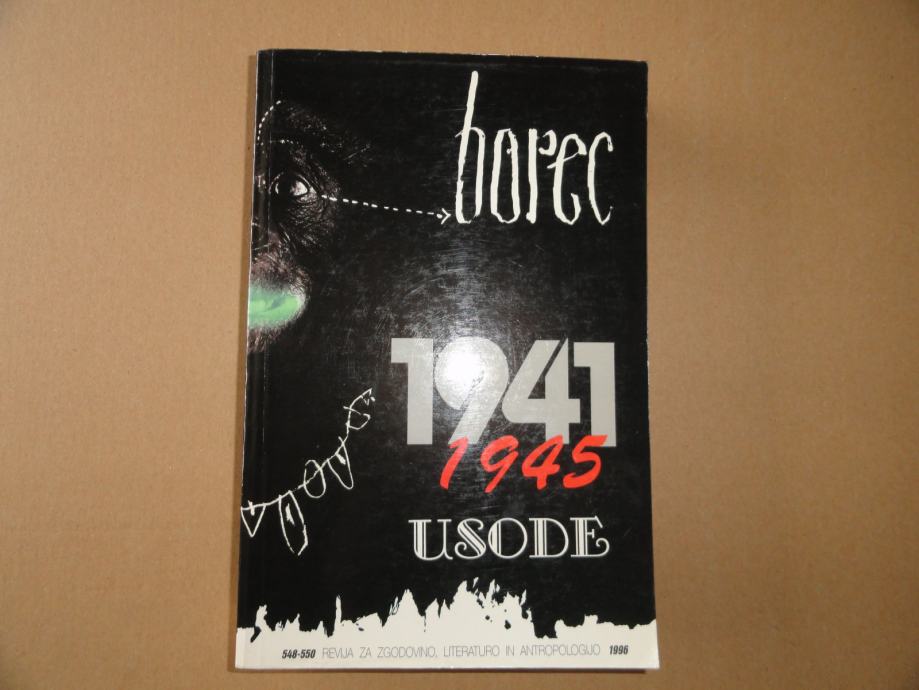 borec
1941
1945
USODE
548-550 REVIJA ZA ZGODOVINO, LITERATURO IN ANTROPOLOGIJO 1996